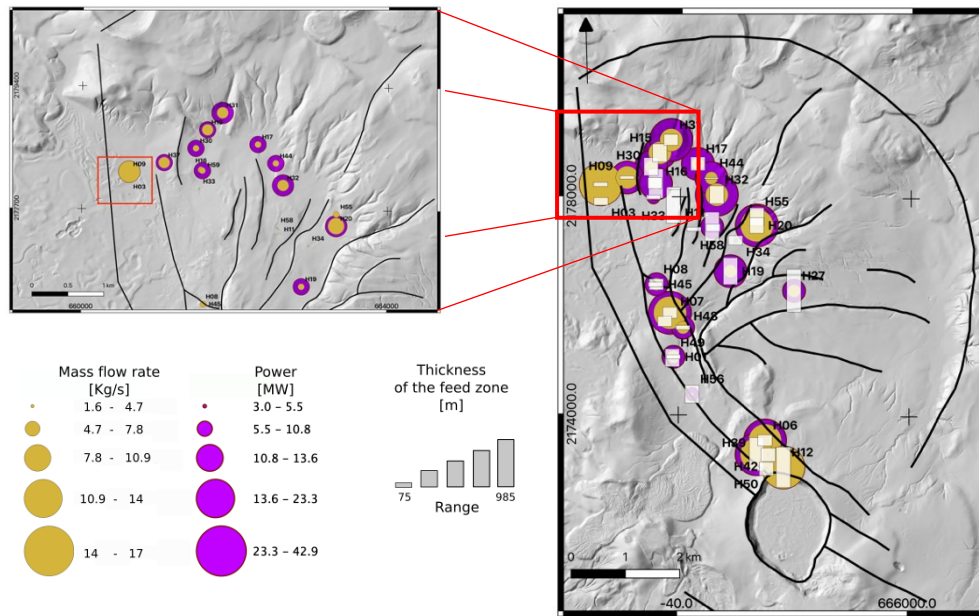 2179400
2177700
H31
H17
H30
H37
H44
H59
H33
H09
H03
H32
H55
H20
H58
H11
H34
H19
H08
H45
0 0.5 1 km
660000
664000
Mass flow rate
[Kg/s]
1.6 - 4.7
4.7 - 7.8
7.8 - 10.9
10.9 - 14
14 - 17
Power
[MW]
3.0 – 5.5
5.5 – 10.8
10.8 – 13.6
13.6 – 23.3
23.3 – 42.9
Thickness
of the feed zone
[m]
75
985
Range
2178000.0
2174000.0
H15
H17
H30
H09
H44
H16
H32
H03
H55
H20
H58
H34
H08
H19
H27
H45
H07
H48
H49
H56
H06
H39
H12
H42
H50
0 1 2 km
-40.0
666000.0